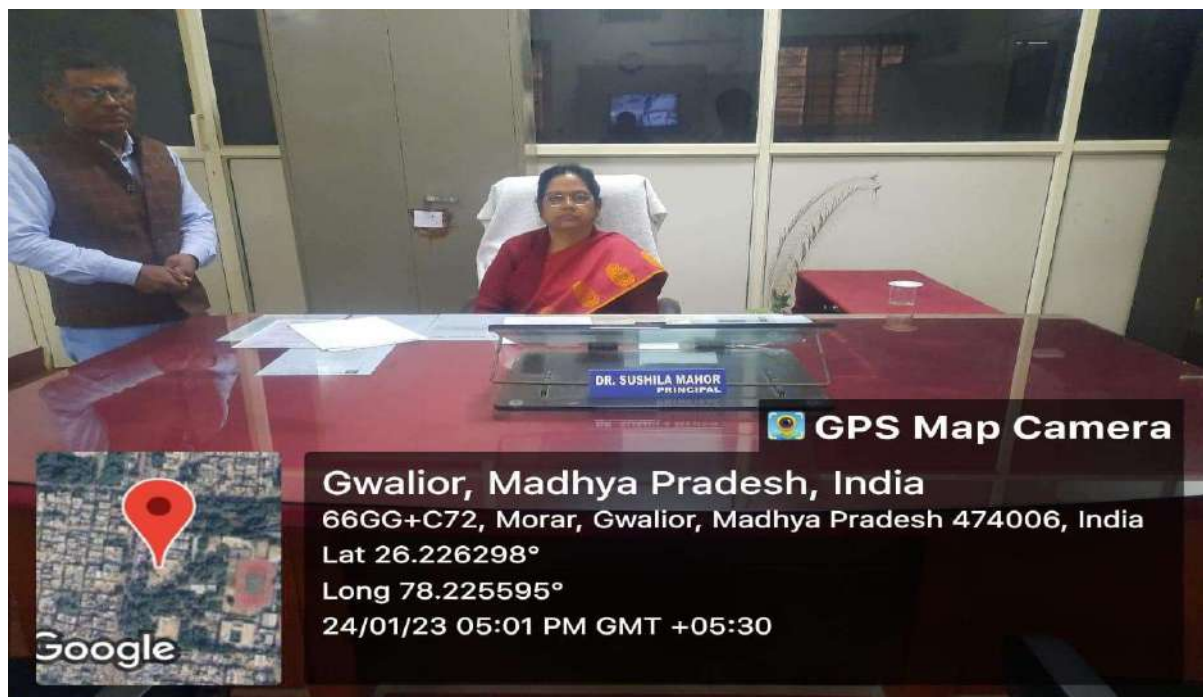 DR. SUSHILA MAHOR
PRINCIPAL
GPS Map Camera
Gwalior, Madhya Pradesh, India
66GG+C72, Morar, Gwalior, Madhya Pradesh 474006, India
Lat 26.226298°
Long 78.225595°
24/01/23 05:01 PM GMT +05:30
Google